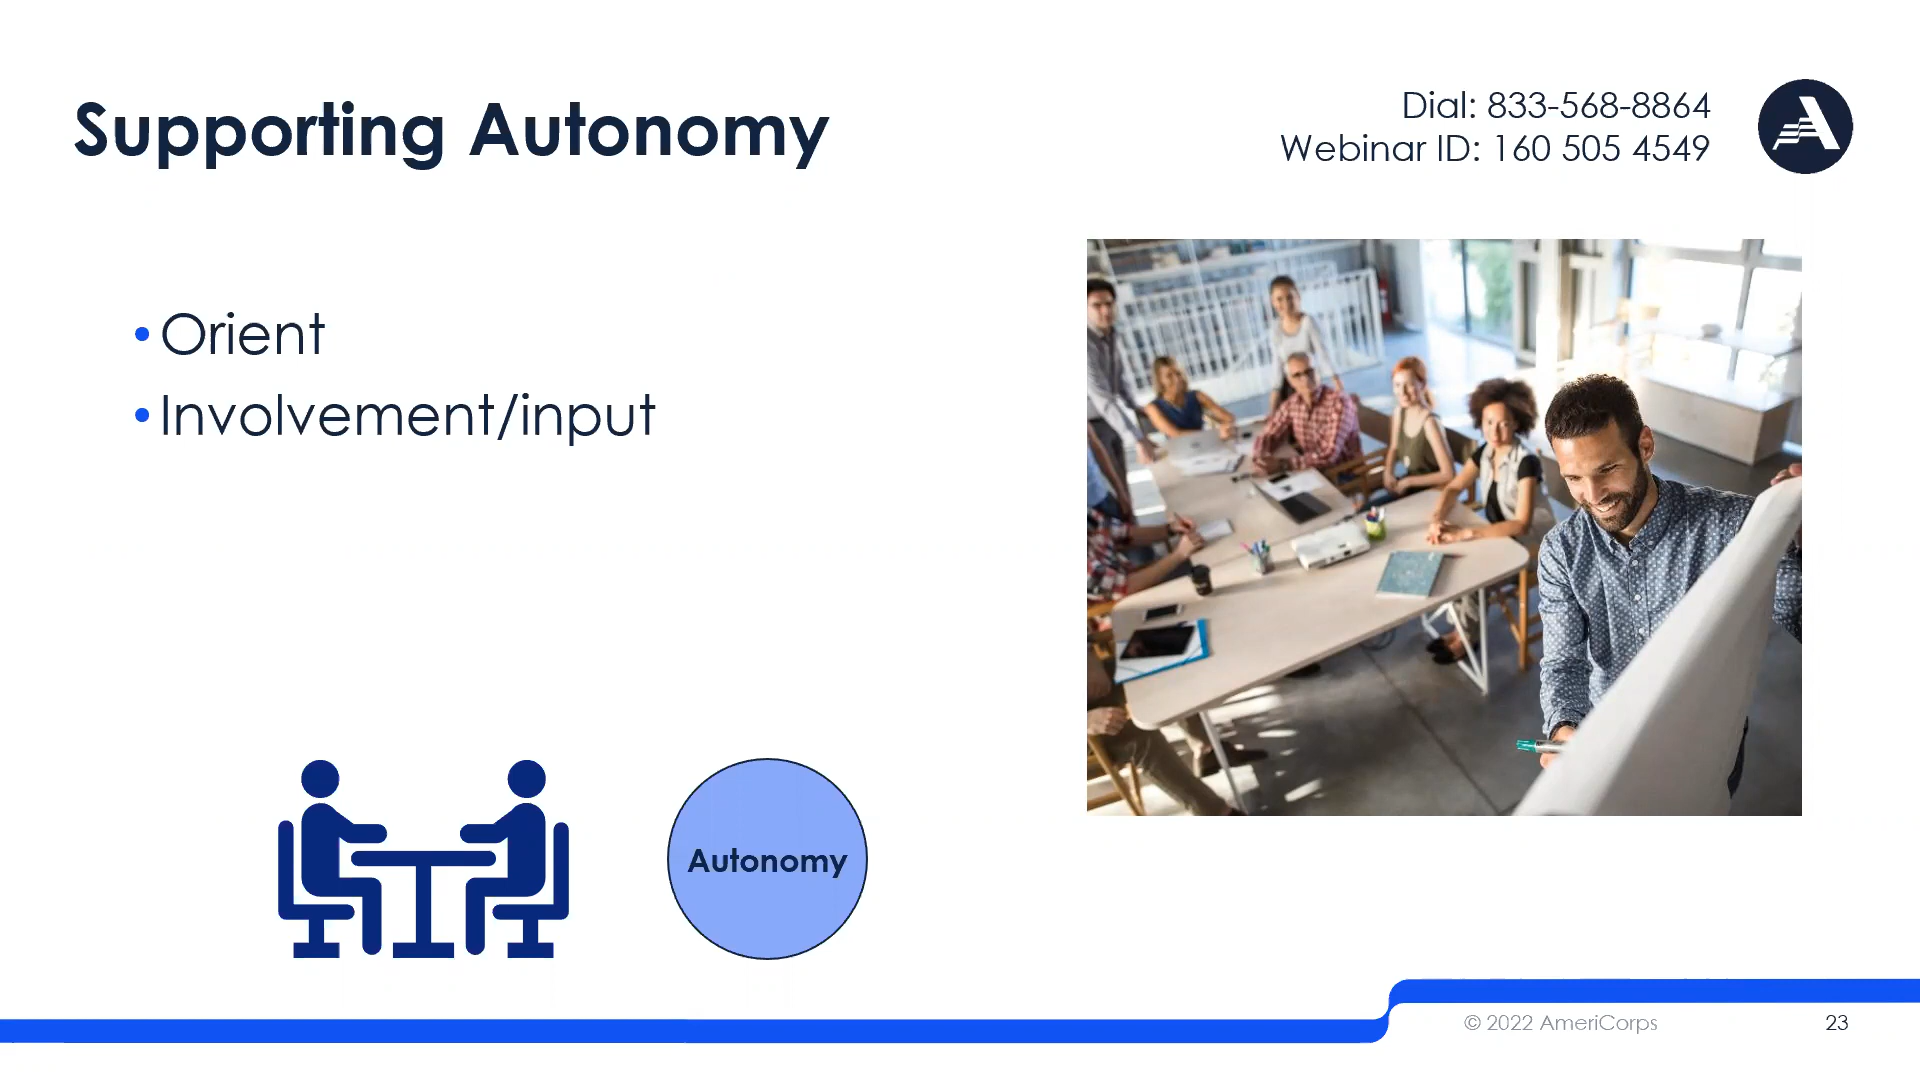 Supporting Autonomy
Dial: 833-568-8864
Webinar ID: 160 505 4549
• Orient
• Involvement/input
Autonomy
© 2022 AmeriCorps
23